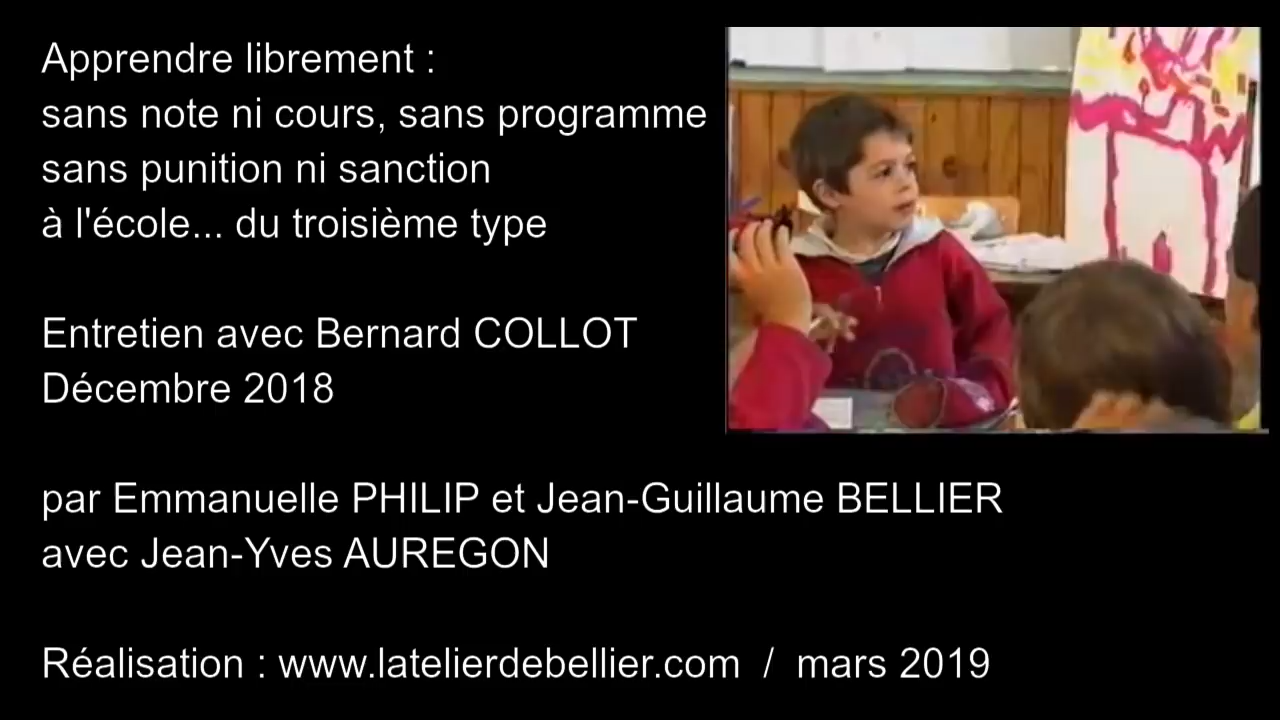 Apprendre librement :
sans note ni cours, sans programme
sans punition ni sanction
à l'école... du troisième type
Entretien avec Bernard COLLOT
Décembre 2018
par Emmanuelle PHILIP et Jean-Guillaume BELLIER
avec Jean-Yves AUREGON
Réalisation : www.latelierdebellier.com / mars 2019